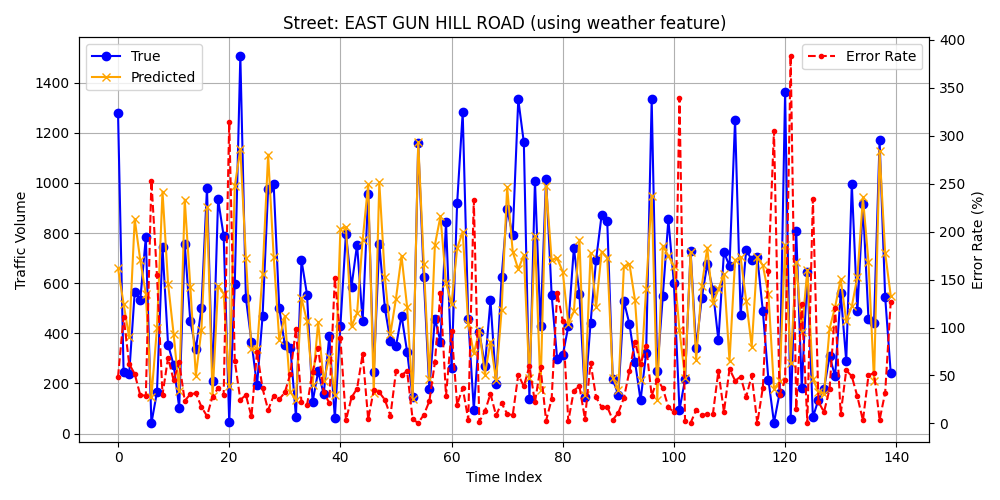 Street: EAST GUN HILL ROAD (using weather feature)
True
Predicted
Error Rate
Traffic Volume
1400
1200
1000
800
600
400
200
0
Error Rate (%)
400
350
300
250
200
150
100
50
0
0 20 40 60 80 100 120 140
Time Index